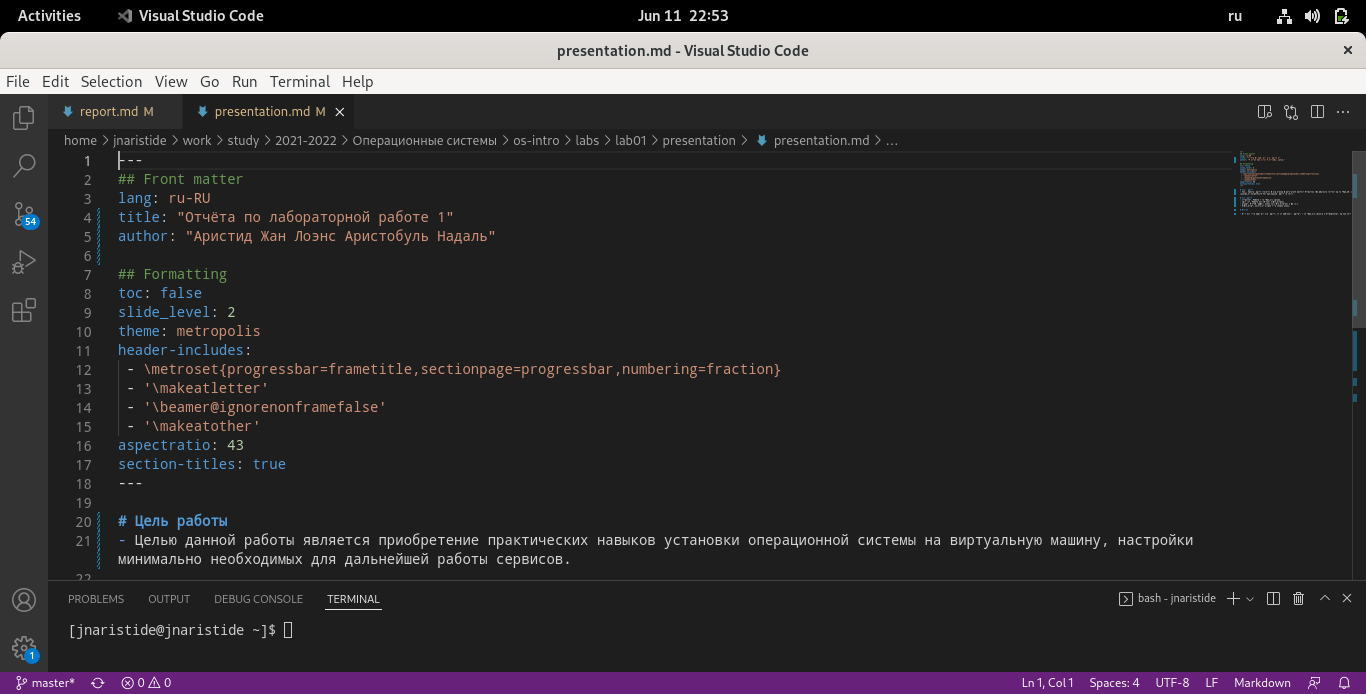 Activities Visual Studio Code Jun 11 22:53 ru
presentation.md - Visual Studio Code
File Edit Selection View Go Run Terminal Help
report.md M presentation.md M
home > jnaristide > work > study > 2021-2022 > Операционные системы > os-intro > labs > lab01 > presentation > presentation.md > ...
1 ---
2 ## Front matter
3 lang: ru-RU
4 title: "Отчёта по лабораторной работе 1"
5 author: "Аристид Жан Лоэнс Аристобуль Надаль"
6
7 ## Formatting
8 toc: false
9 slide_level: 2
10 theme: metropolis
11 header-includes:
12 - \metroset{progressbar=frametitle,sectionpage=progressbar,numbering=fraction}
13 - '\makeatletter'
14 - '\beamer@ignorenonframefalse'
15 - '\makeatother'
16 aspectratio: 43
17 section-titles: true
18 ---
19
20 # Цель работы
21 - Целью данной работы является приобретение практических навыков установки операционной системы на виртуальную машину, настройки
минимально необходимых для дальнейшей работы сервисов.
22
54
1
PROBLEMS OUTPUT DEBUG CONSOLE TERMINAL bash - jnaristide
[jnaristide@jnaristide ~]$
master* 0 0 Ln 1, Col 1 Spaces: 4 UTF-8 LF Markdown